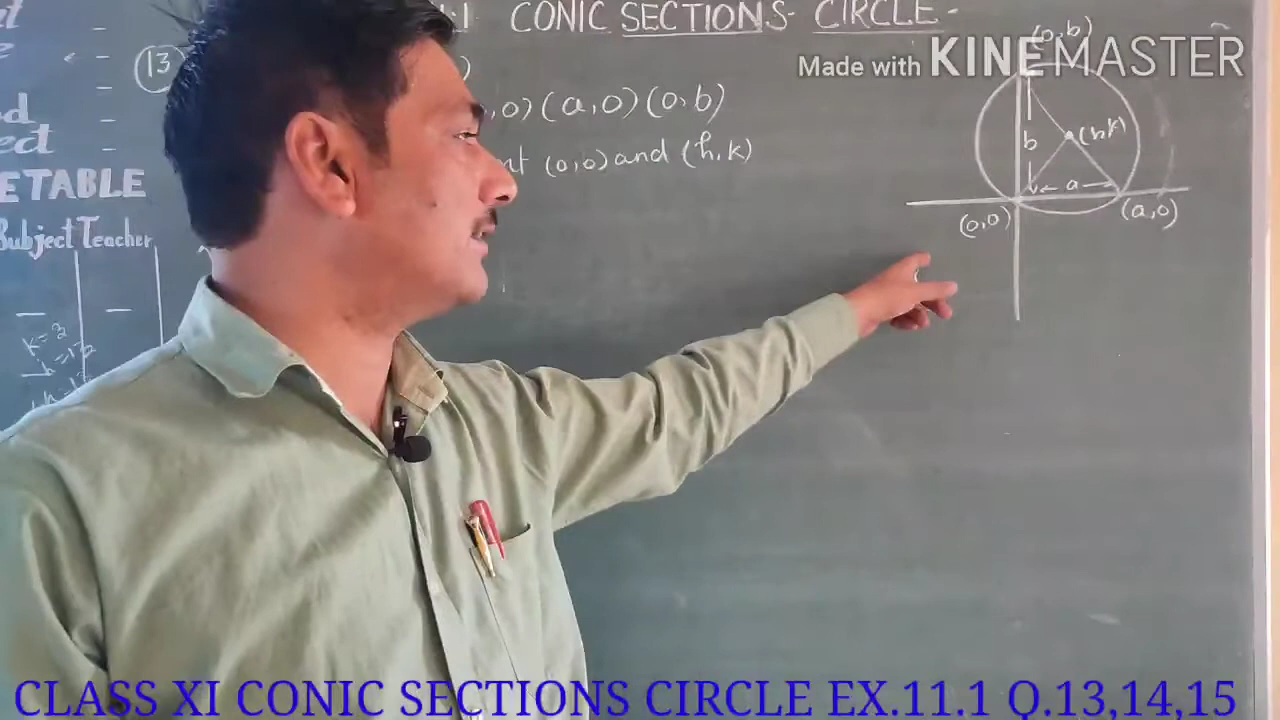 CONIC SECTIONS- CIRCLE-
(13)
,0) (a,0) (0,b)
(0,0) and (h,k)
ETABLE
Subject Teacher
k=
(0,b)
Made with KINEMASTER
b
(h,k)
a
(0,0)
(a,0)
CLASS XI CONIC SECTIONS CIRCLE EX.11.1 Q.13,14,15